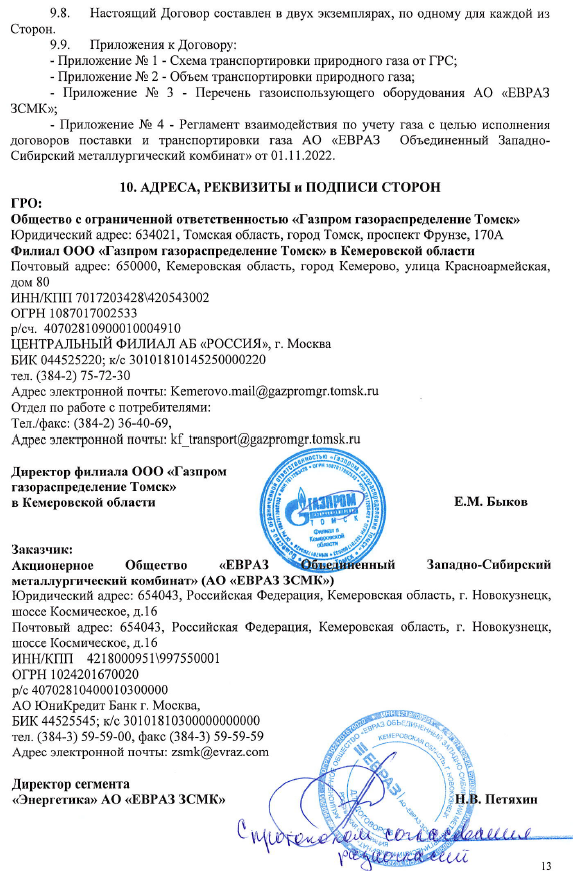 9.8. Настоящий Договор составлен в двух экземплярах, по одному для каждой из
Сторон.
9.9. Приложения к Договору:
- Приложение № 1 - Схема транспортировки природного газа от ГРС;
- Приложение № 2 - Объем транспортировки природного газа;
- Приложение № 3 - Перечень газоиспользующего оборудования АО «ЕВРАЗ
ЗСМК»;
- Приложение № 4 - Регламент взаимодействия по учету газа с целью исполнения
договоров поставки и транспортировки газа АО «ЕВРАЗ Объединенный Западно-
Сибирский металлургический комбинат» от 01.11.2022.
10. АДРЕСА, РЕКВИЗИТЫ и ПОДПИСИ СТОРОН
ГРО:
Общество с ограниченной ответственностью «Газпром газораспределение Томск»
Юридический адрес: 634021, Томская область, город Томск, проспект Фрунзе, 170А
Филиал ООО «Газпром газораспределение Томск» в Кемеровской области
Почтовый адрес: 650000, Кемеровская область, город Кемерово, улица Красноармейская,
дом 80
ИНН/КПП 7017203428\420543002
ОГРН 1087017002533
р/сч. 40702810900010004910
ЦЕНТРАЛЬНЫЙ ФИЛИАЛ АБ «РОССИЯ», г. Москва
БИК 044525220; к/с 30101810145250000220
тел. (384-2) 75-72-30
Адрес электронной почты: Kemerovo.mail@gazpromgr.tomsk.ru
Отдел по работе с потребителями:
Тел./факс: (384-2) 36-40-69,
Адрес электронной почты: kf_transport@gazpromgr.tomsk.ru
Директор филиала ООО «Газпром
газораспределение Томск»
в Кемеровской области Е.М. Быков
ГАЗПРОМ
ТОМСК
Филиал в
Кемеровской
области
Заказчик:
Акционерное Общество «ЕВРАЗ Объединенный Западно-Сибирский
металлургический комбинат» (АО «ЕВРАЗ ЗСМК»)
Юридический адрес: 654043, Российская Федерация, Кемеровская область, г. Новокузнецк,
шоссе Космическое, д.16
Почтовый адрес: 654043, Российская Федерация, Кемеровская область, г. Новокузнецк,
шоссе Космическое, д.16
ИНН/КПП 4218000951\997550001
ОГРН 1024201670020
р/с 40702810400010300000
АО ЮниКредит Банк г. Москва,
БИК 44525545; к/с 30101810300000000000
тел. (384-3) 59-59-00, факс (384-3) 59-59-59
Адрес электронной почты: zsmk@evraz.com
ЕВРАЗ
Директор сегмента
«Энергетика» АО «ЕВРАЗ ЗСМК» Н.В. Петяхин
С протоколом согласования
разногласий
13